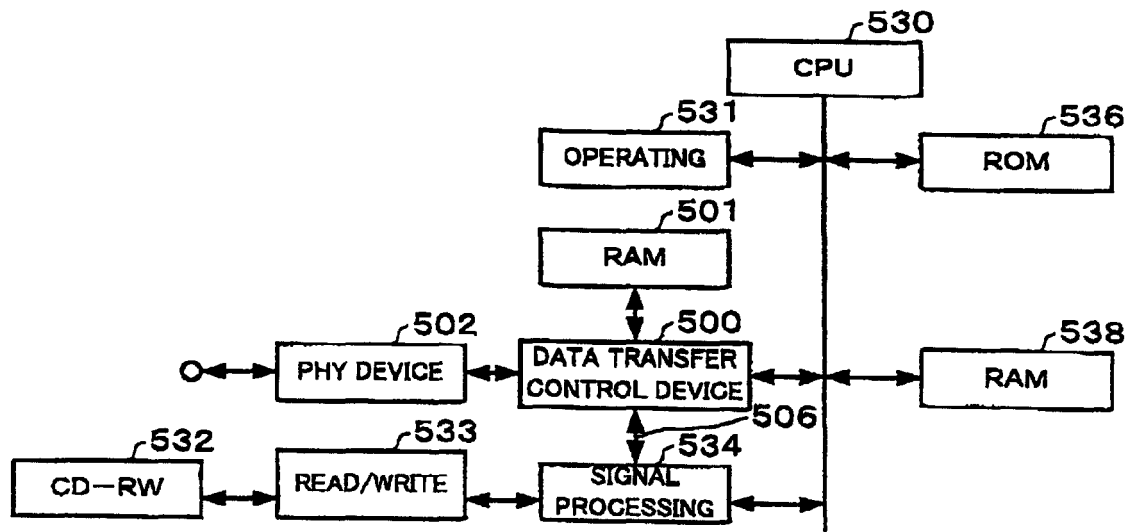 530
CPU
531
OPERATING
536
ROM
501
RAM
502
PHY DEVICE
500
DATA TRANSFER
CONTROL DEVICE
538
RAM
506
532
CD-RW
533
READ/WRITE
534
SIGNAL
PROCESSING